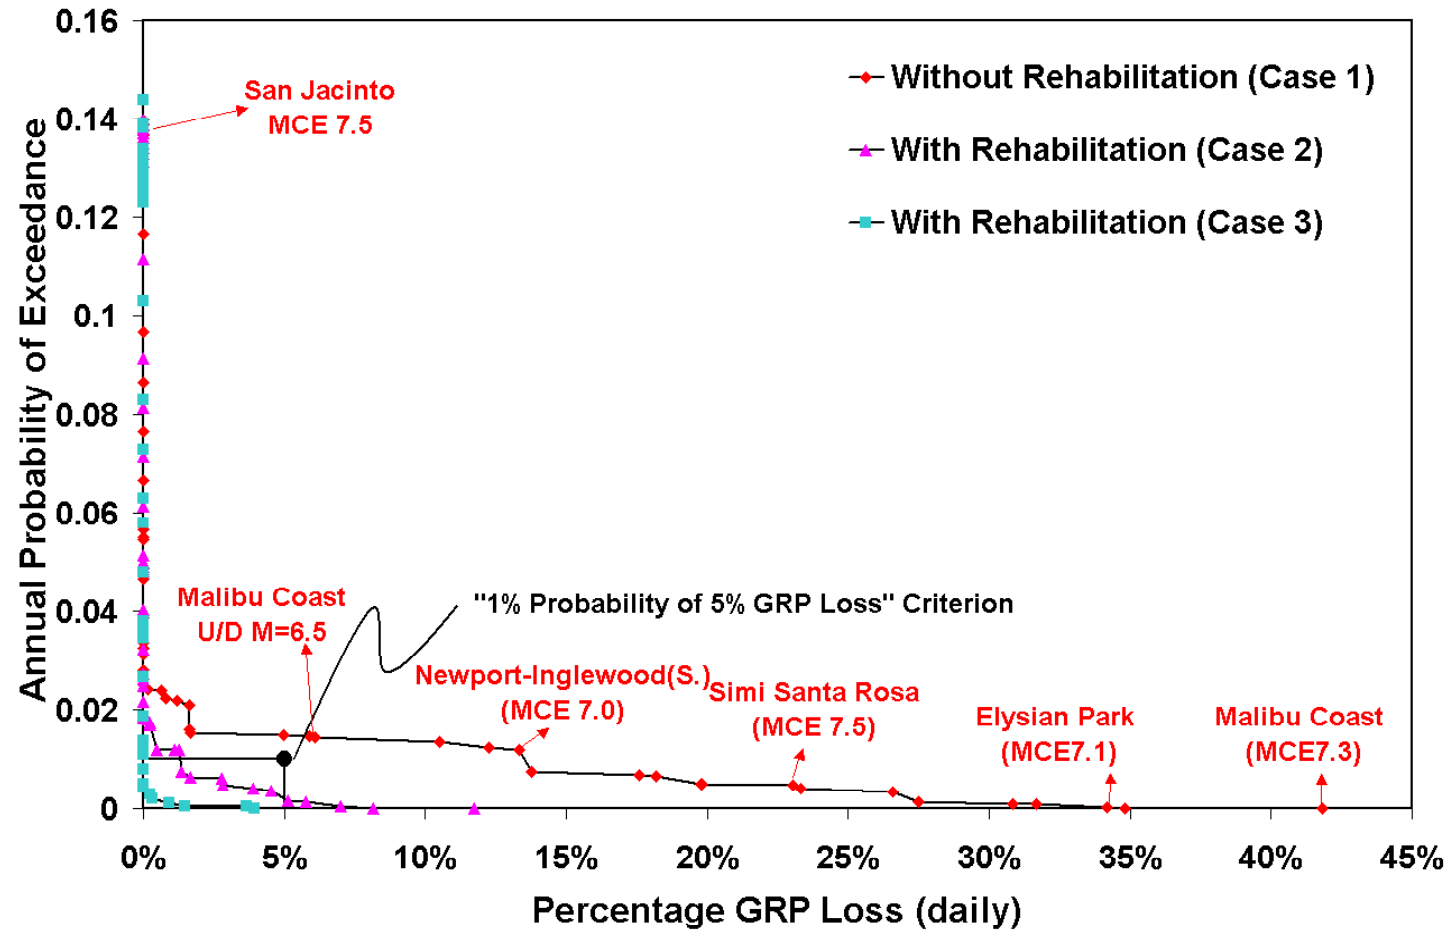 0.16
0.14
0.12
0.1
0.08
0.06
0.04
0.02
0
Annual Probability of Exceedance
San Jacinto
MCE 7.5
Without Rehabilitation (Case 1)
With Rehabilitation (Case 2)
With Rehabilitation (Case 3)
Malibu Coast
U/D M=6.5
"1% Probability of 5% GRP Loss" Criterion
Newport-Inglewood(S.)
(MCE 7.0)
Simi Santa Rosa
(MCE 7.5)
Elysian Park
(MCE7.1)
Malibu Coast
(MCE7.3)
0% 5% 10% 15% 20% 25% 30% 35% 40% 45%
Percentage GRP Loss (daily)